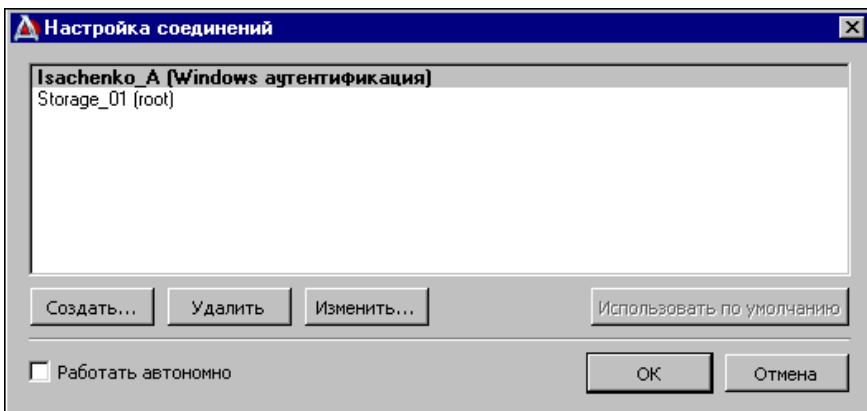 Настройка соединений
Isachenko_A (Windows аутентификация)
Storage_01 (root)
Создать...
Удалить
Изменить...
Использовать по умолчанию
Работать автономно
OK
Отмена